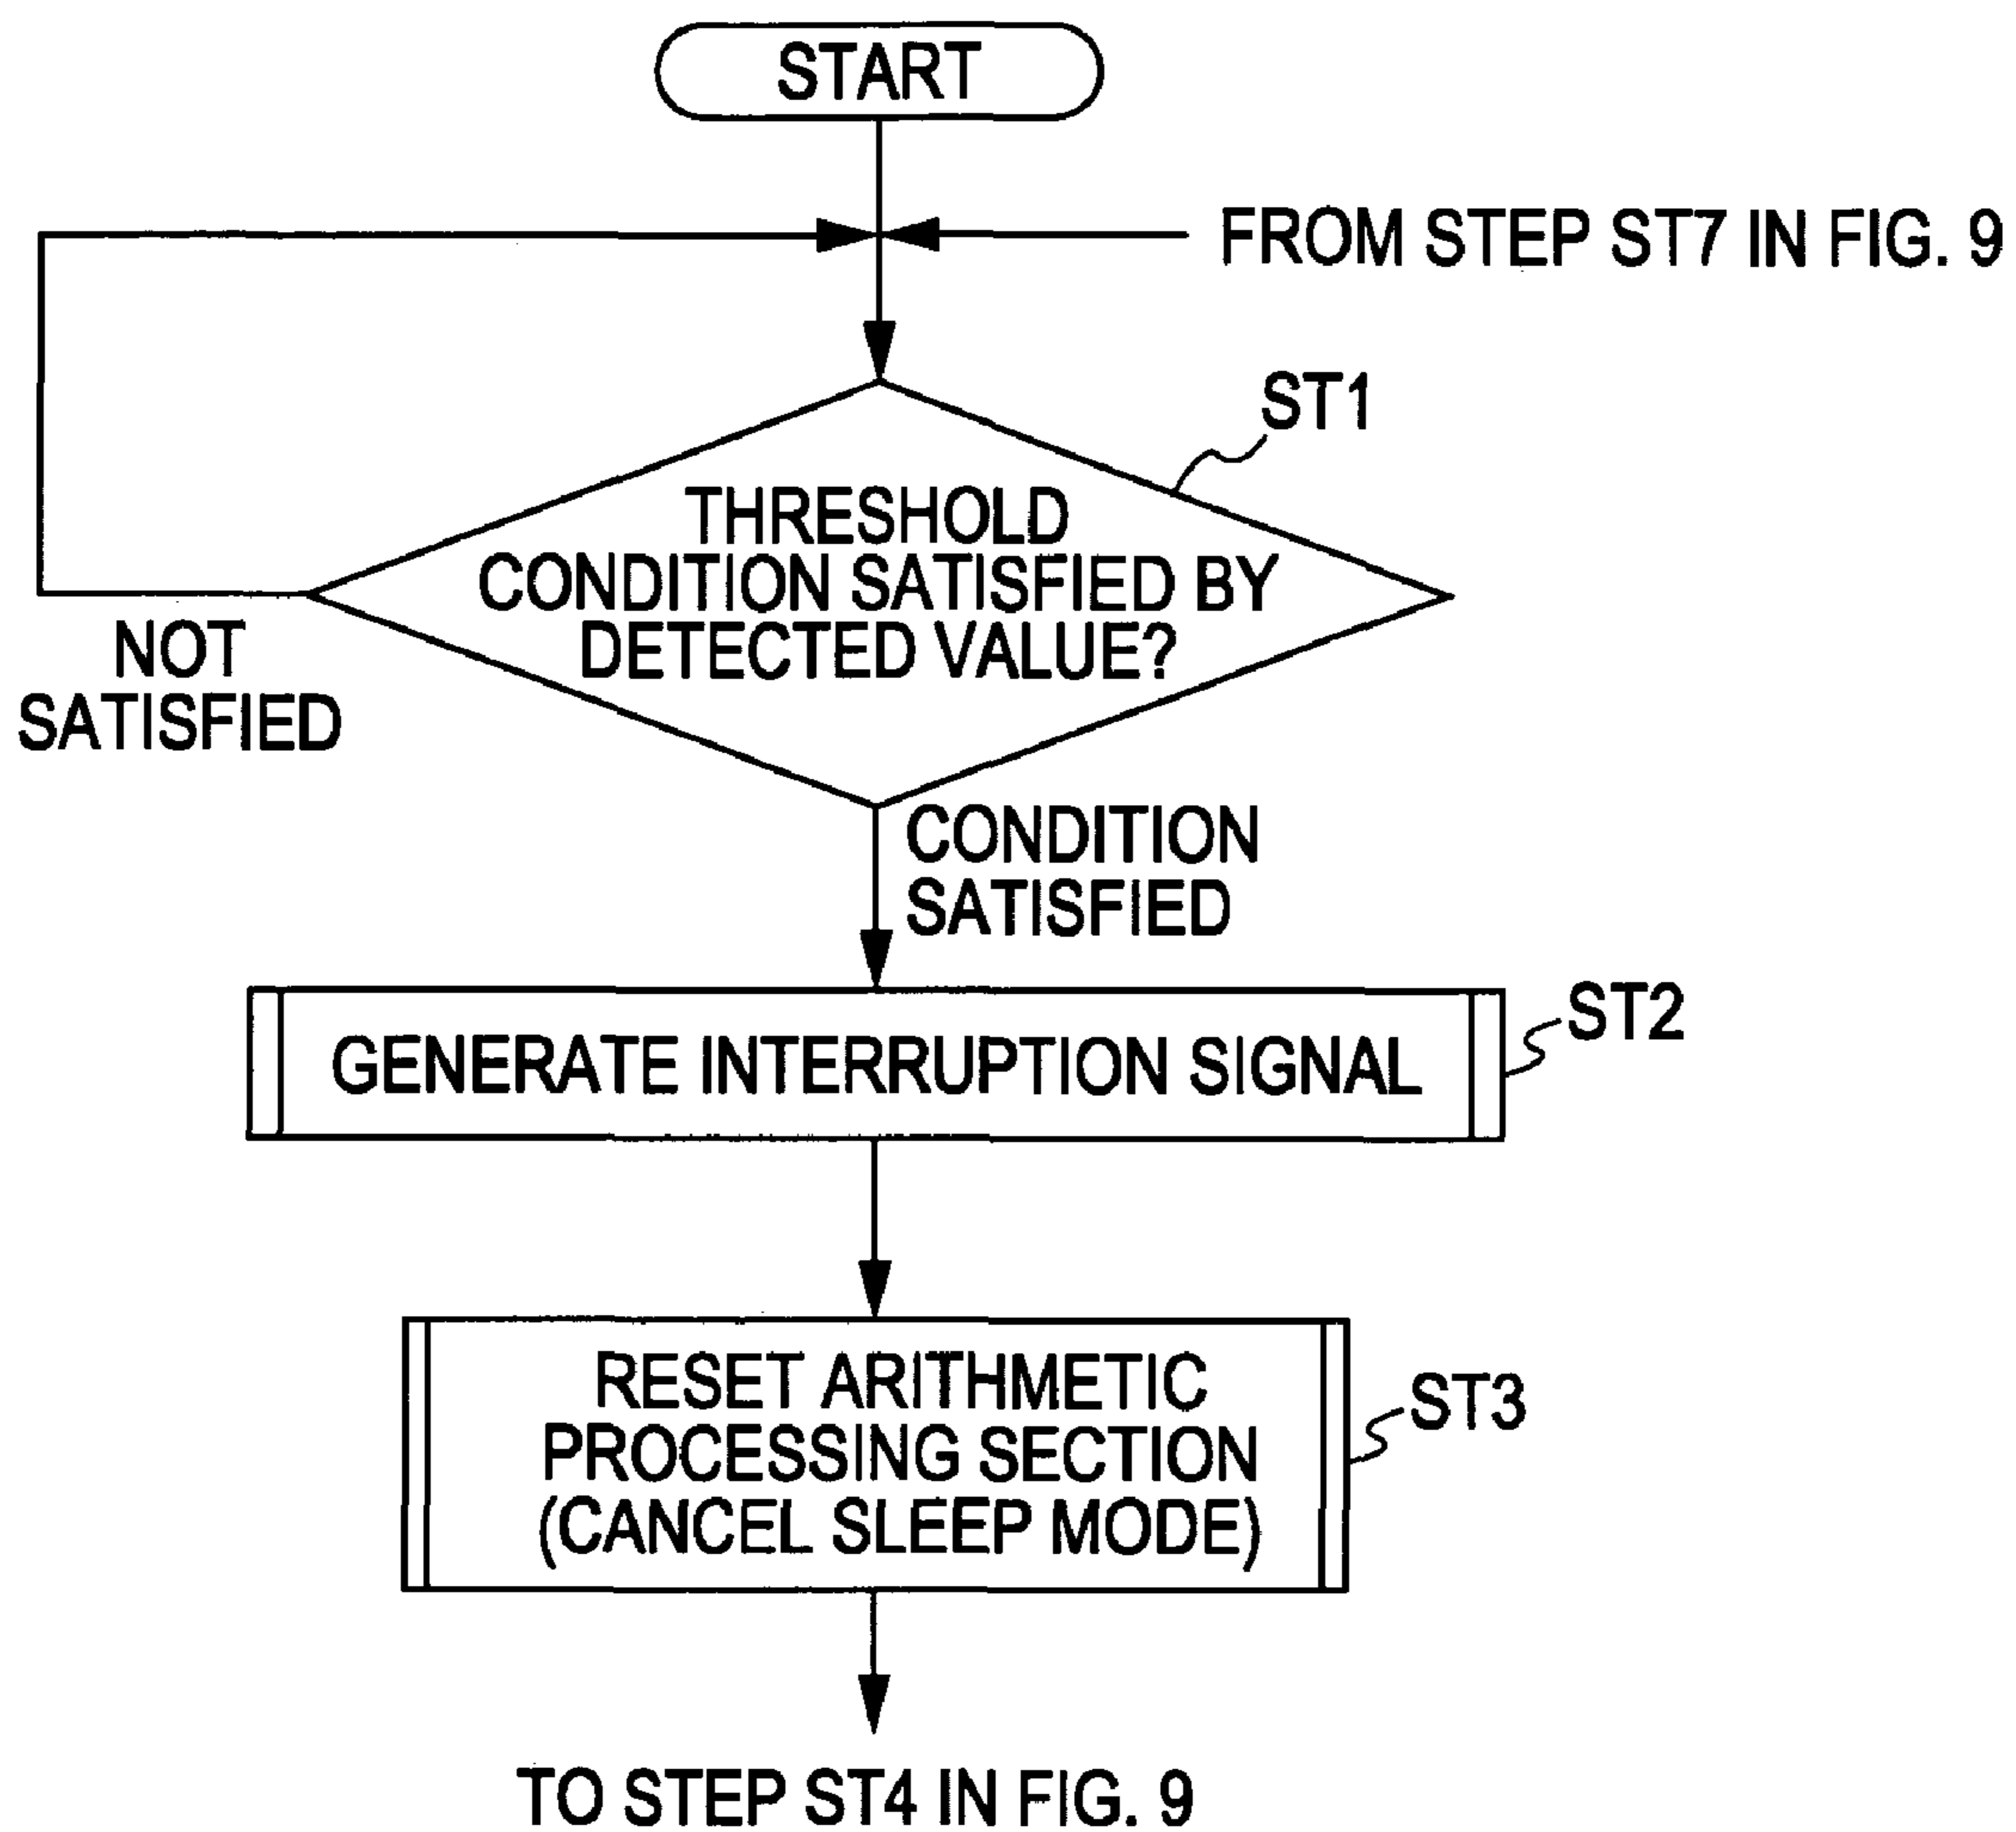 START
FROM STEP ST7 IN FIG. 9
ST1
THRESHOLD
CONDITION SATISFIED BY
DETECTED VALUE?
NOT
SATISFIED
CONDITION
SATISFIED
GENERATE INTERRUPTION SIGNAL
ST2
RESET ARITHMETIC
PROCESSING SECTION
(CANCEL SLEEP MODE)
ST3
TO STEP ST4 IN FIG. 9